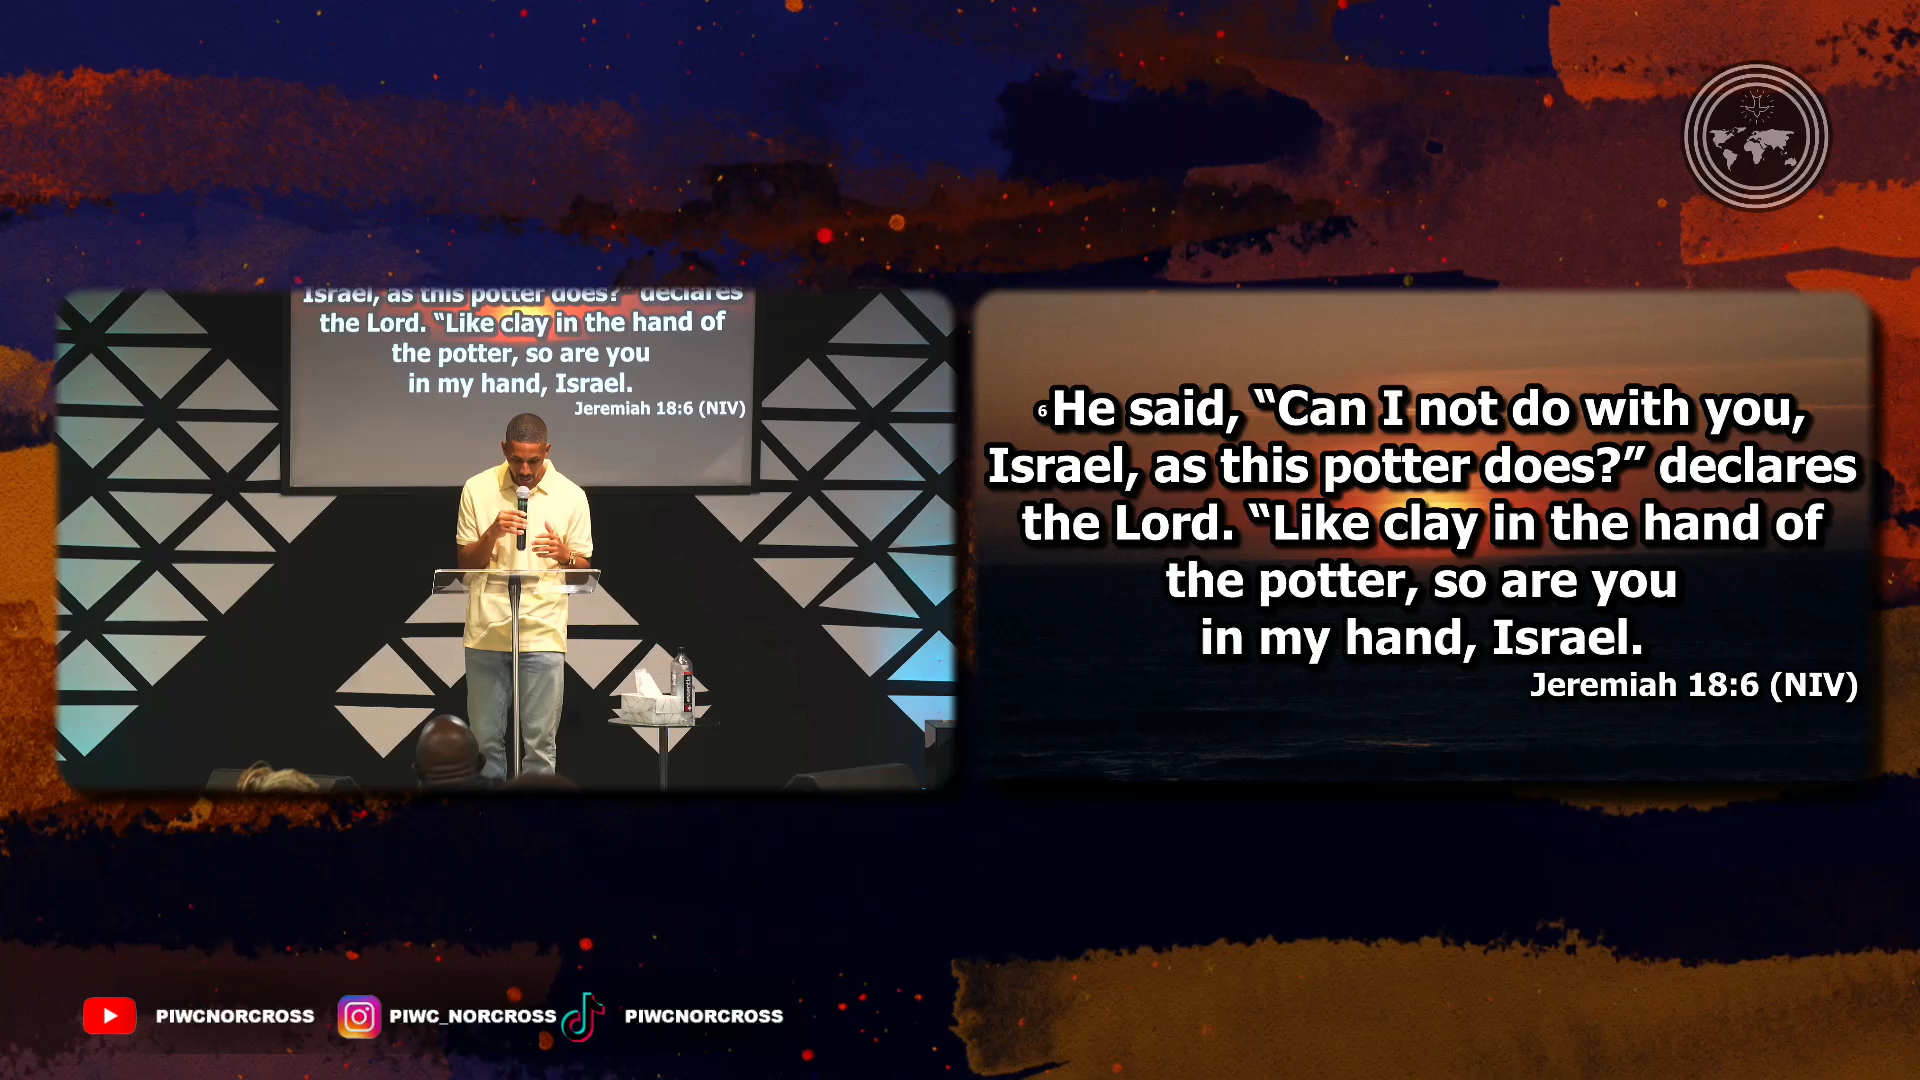 Israel, as this potter does?” declares
the Lord. “Like clay in the hand of
the potter, so are you
in my hand, Israel.
Jeremiah 18:6 (NIV)
6 He said, “Can I not do with you,
Israel, as this potter does?” declares
the Lord. “Like clay in the hand of
the potter, so are you
in my hand, Israel.
Jeremiah 18:6 (NIV)
PIWCNORCROSS
PIWC_NORCROSS
PIWCNORCROSS